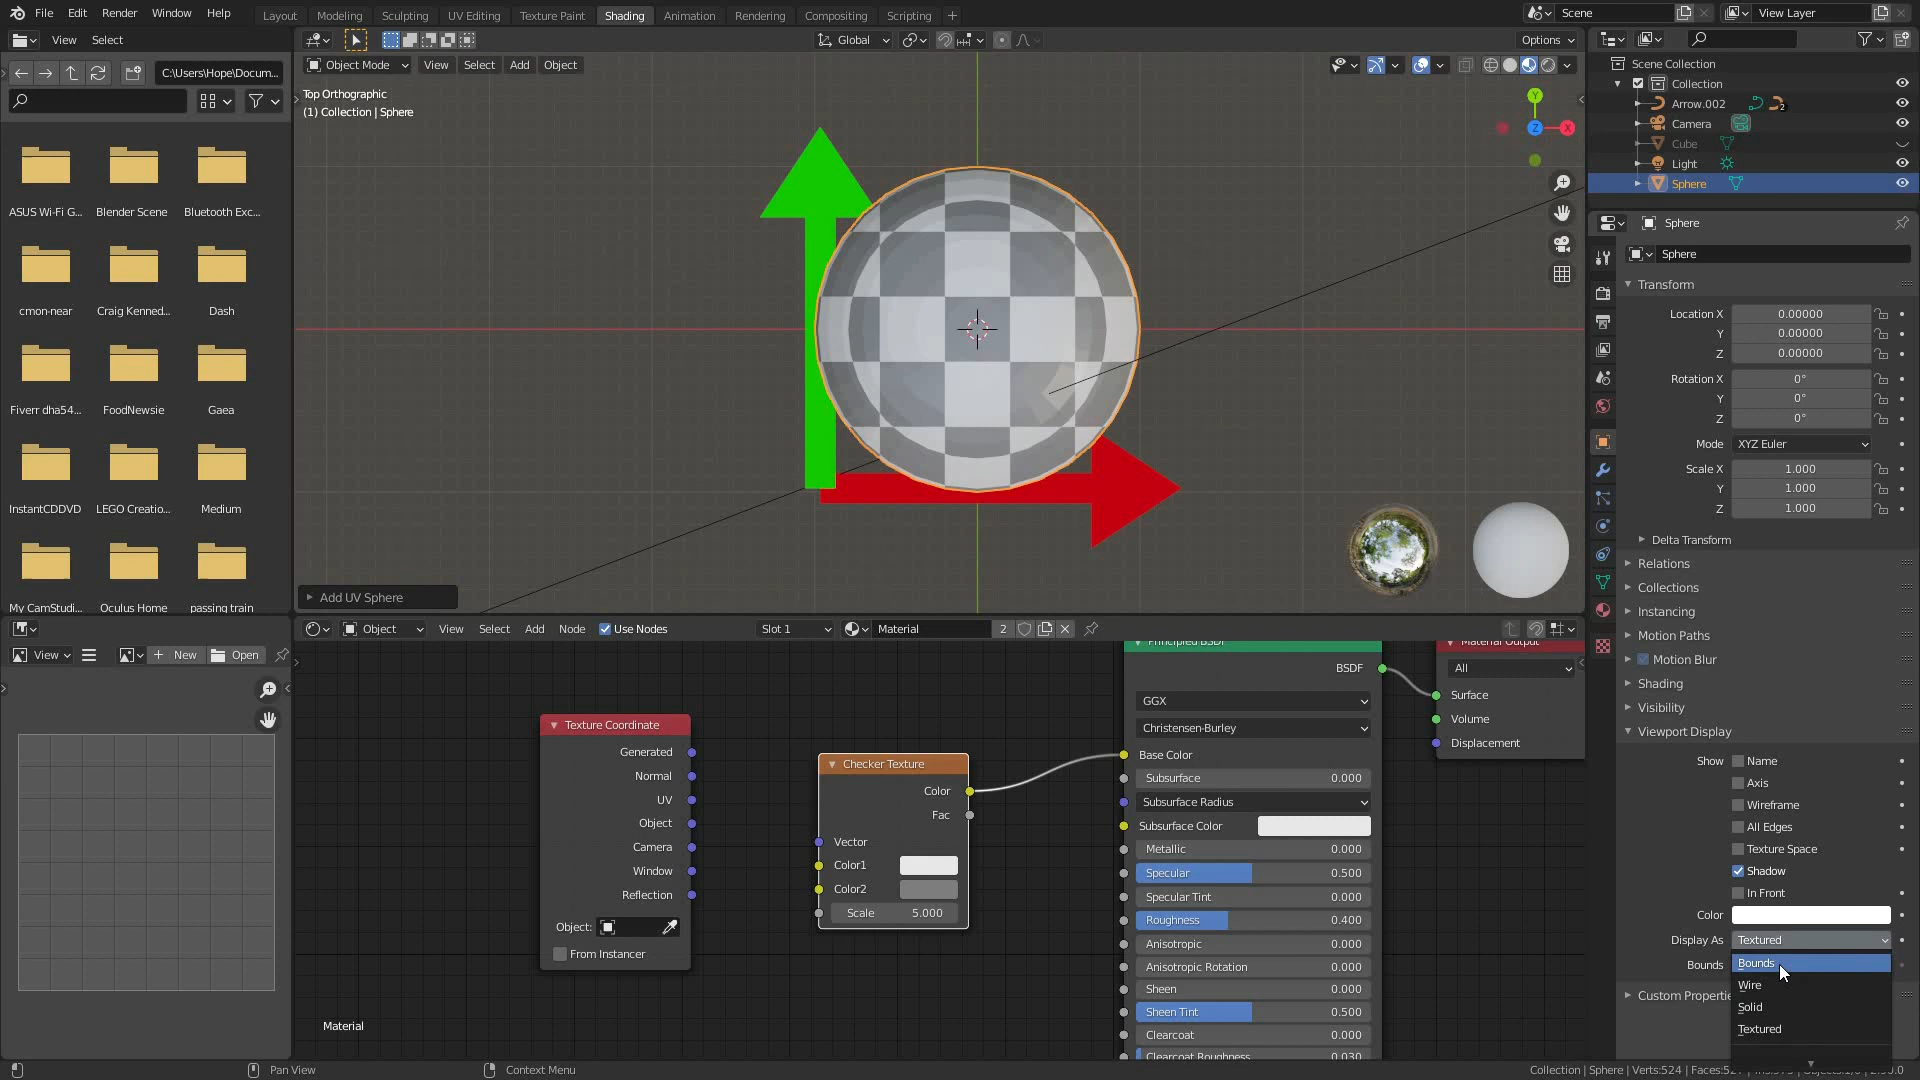 File Edit Render Window Help
Layout Modeling Sculpting UV Editing Texture Paint Shading Animation Rendering Compositing Scripting +
Scene
View Layer
View Select
Global
Options
C:\Users\Hope\Docum...
Object Mode View Select Add Object
Top Orthographic
(1) Collection | Sphere
Y
Z
X
ASUS Wi-Fi G... Blender Scene Bluetooth Exc...
cmon-near Craig Kenned... Dash
Fiverr dha54... FoodNewsie Gaea
InstantCDDVD LEGO Creatio... Medium
My CamStudi... Oculus Home passing train
Add UV Sphere
Scene Collection
Collection
Arrow.002
2
Camera
Cube
Light
Sphere
Sphere
Sphere
Transform
Location X 0.00000
Y 0.00000
Z 0.00000
Rotation X 0°
Y 0°
Z 0°
Mode XYZ Euler
Scale X 1.000
Y 1.000
Z 1.000
Delta Transform
Relations
Collections
Instancing
Motion Paths
Motion Blur
Shading
Visibility
Viewport Display
Show Name
Axis
Wireframe
All Edges
Texture Space
Shadow
In Front
Color
Display As Textured
Bounds
Bounds
Wire
Solid
Textured
Custom Propertie
View New Open
Object View Select Add Node Use Nodes Slot 1 Material 2
Texture Coordinate
Generated
Normal
UV
Object
Camera
Window
Reflection
Object:
From Instancer
Checker Texture
Color
Fac
Vector
Color1
Color2
Scale 5.000
Principled BSDF
BSDF
GGX
Christensen-Burley
Base Color
Subsurface 0.000
Subsurface Radius
Subsurface Color
Metallic 0.000
Specular 0.500
Specular Tint 0.000
Roughness 0.400
Anisotropic 0.000
Anisotropic Rotation 0.000
Sheen 0.000
Sheen Tint 0.500
Clearcoat 0.000
Clearcoat Roughness 0.030
Material Output
All
Surface
Volume
Displacement
Material
Pan View
Context Menu
Collection | Sphere | Verts:524 |